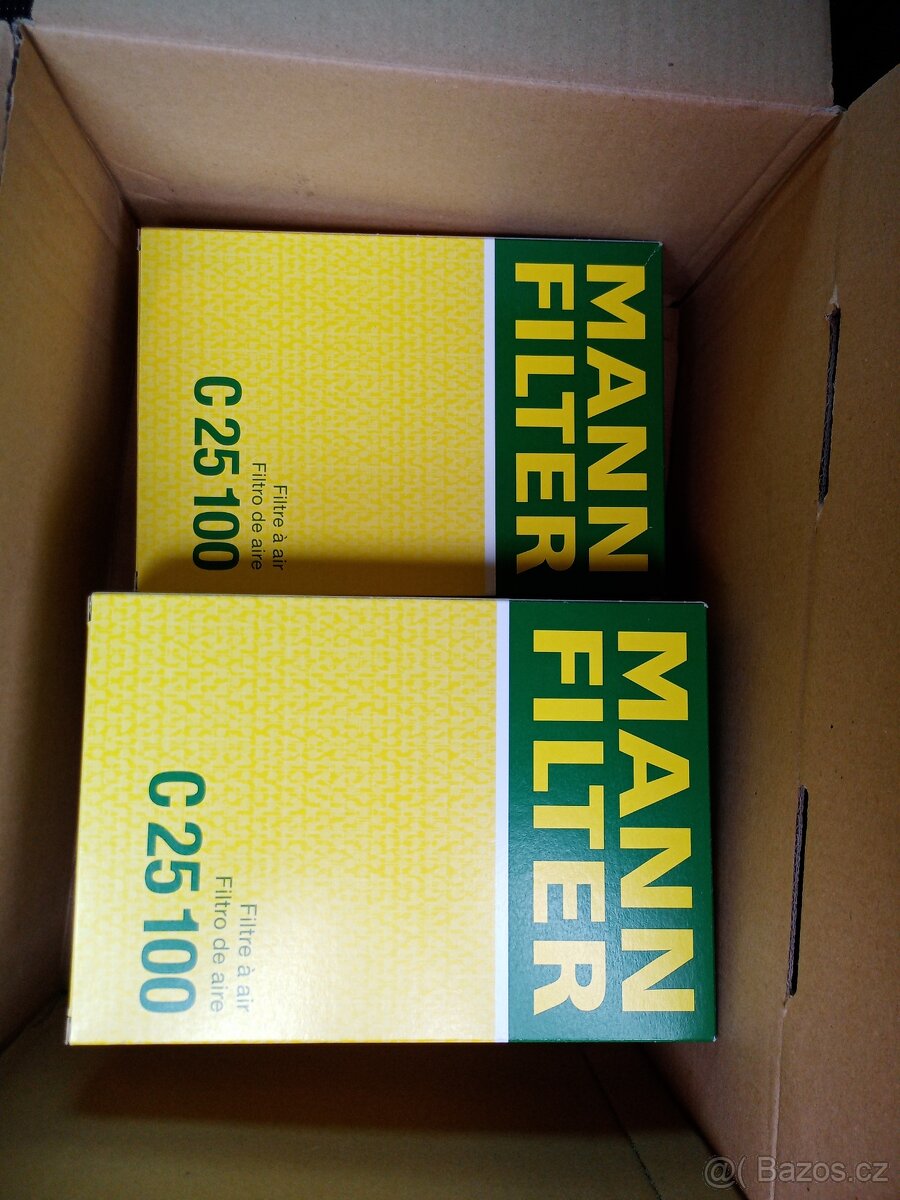 MANN
FILTER
Filtre à air
Filtro de aire
C 25 100
MANN
FILTER
Filtre à air
Filtro de aire
C 25 100
@( Bazos.cz